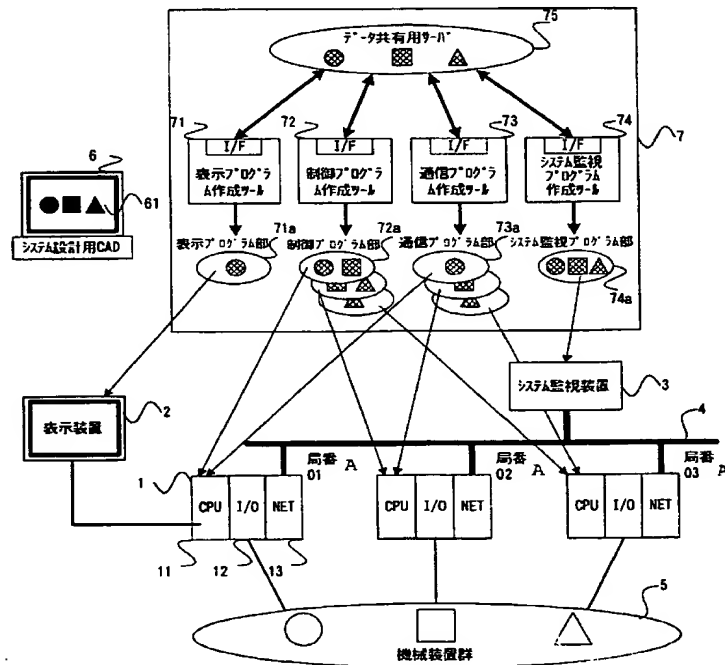 75
データ共有用サーバ
71
72
73
74
7
I/F
I/F
I/F
I/F
表示プログラ
ム作成ツール
制御プログラ
ム作成ツール
通信プログラ
ム作成ツール
システム監視
プログラム
作成ツール
6
61
システム設計用CAD
表示プログラム部
71a
制御プログラム部
72a
通信プログラム部
73a
システム監視プログラム部
74a
2
表示装置
システム監視装置
3
4
1
局番
01
A
局番
02
A
局番
03
A
CPU
I/O
NET
CPU
I/O
NET
CPU
I/O
NET
11
12
13
5
機械装置群